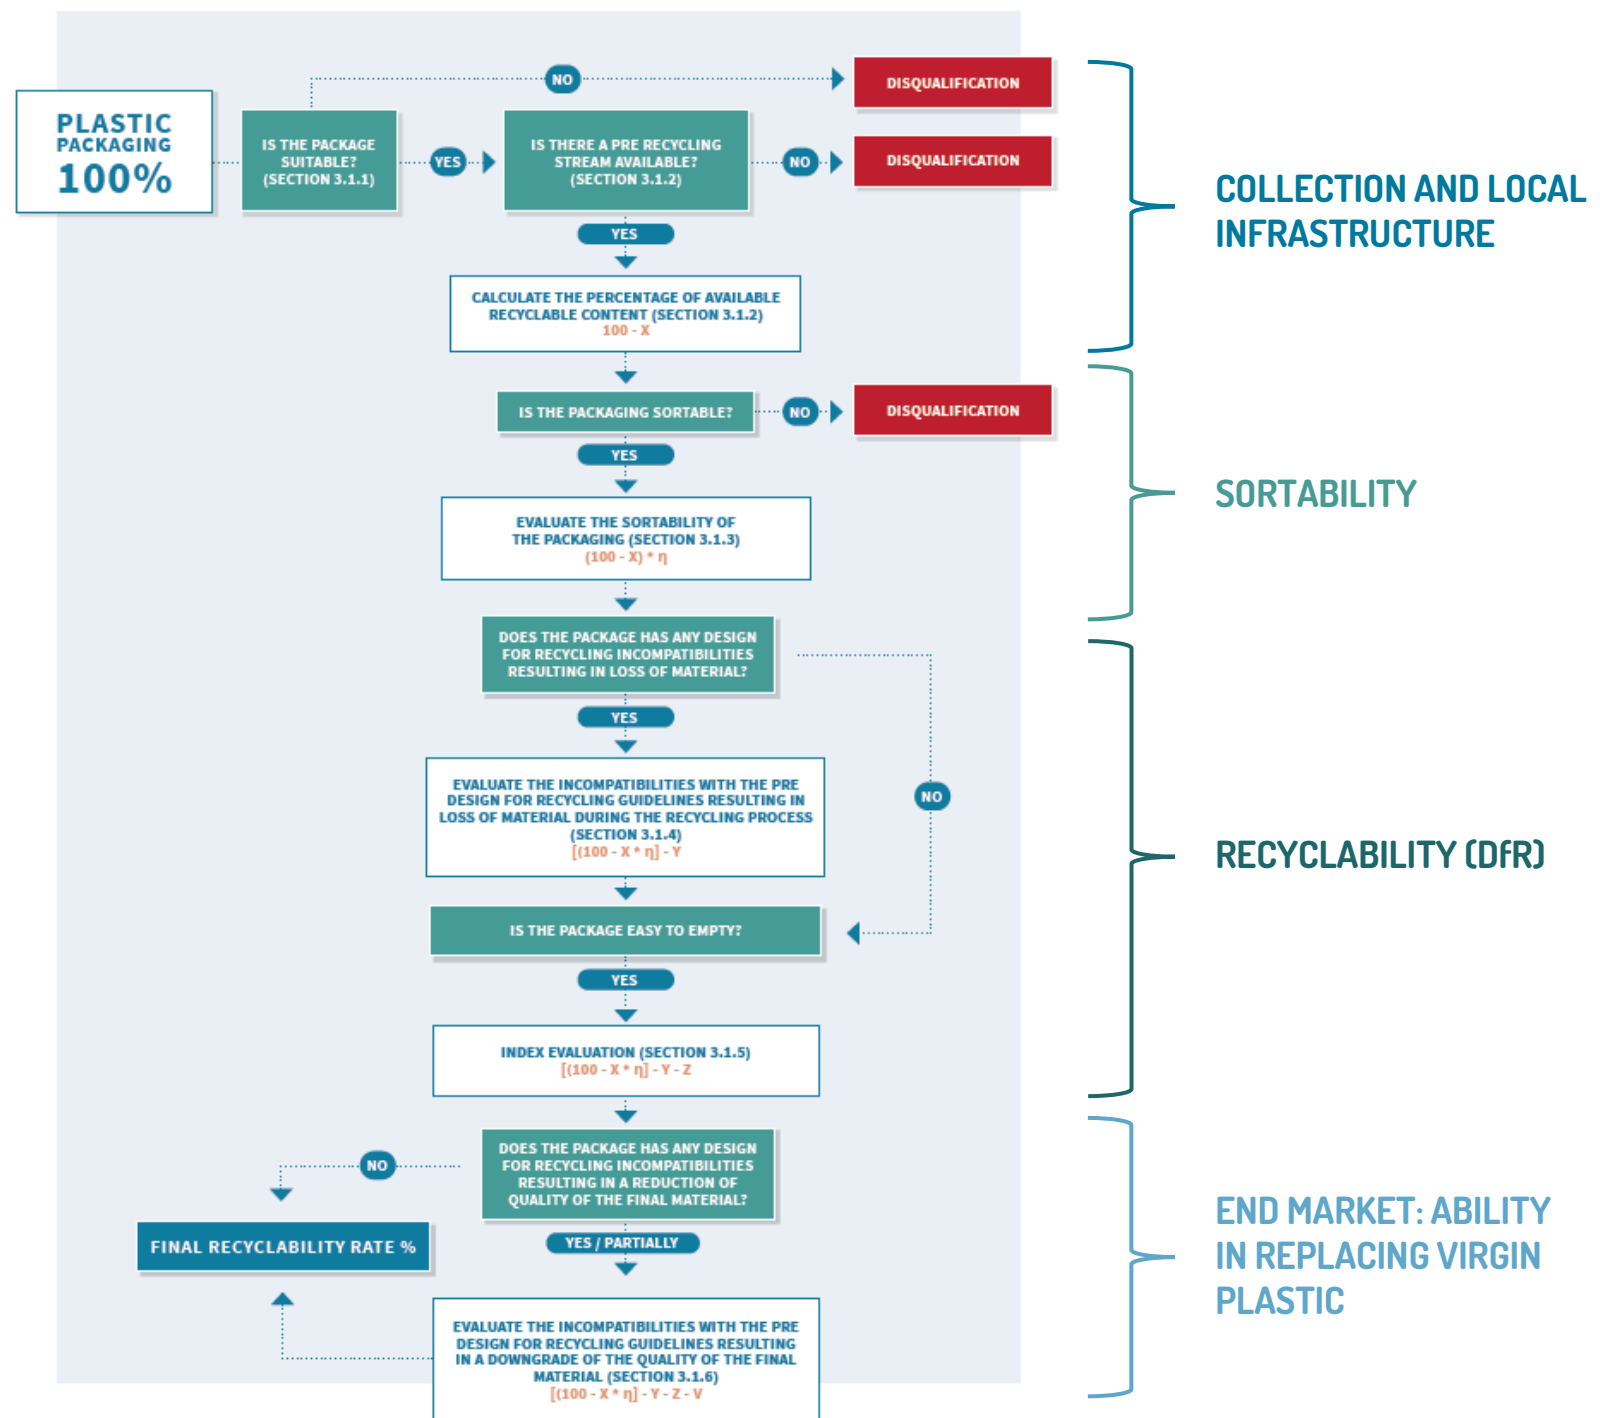 PLASTIC
PACKAGING
100%
IS THE PACKAGE
SUITABLE?
(SECTION 3.1.1)
NO
DISQUALIFICATION
YES
IS THERE A PRE RECYCLING
STREAM AVAILABLE?
(SECTION 3.1.2)
NO
DISQUALIFICATION
COLLECTION AND LOCAL
INFRASTRUCTURE
YES
CALCULATE THE PERCENTAGE OF AVAILABLE
RECYCLABLE CONTENT (SECTION 3.1.2)
100 - X
IS THE PACKAGING SORTABLE?
NO
DISQUALIFICATION
YES
SORTABILITY
EVALUATE THE SORTABILITY OF
THE PACKAGING (SECTION 3.1.3)
(100 - X) * η
DOES THE PACKAGE HAS ANY DESIGN
FOR RECYCLING INCOMPATIBILITIES
RESULTING IN LOSS OF MATERIAL?
YES
NO
EVALUATE THE INCOMPATIBILITIES WITH THE PRE
DESIGN FOR RECYCLING GUIDELINES RESULTING IN
LOSS OF MATERIAL DURING THE RECYCLING PROCESS
(SECTION 3.1.4)
[(100 - X * η] - Y
RECYCLABILITY (DfR)
IS THE PACKAGE EASY TO EMPTY?
YES
INDEX EVALUATION (SECTION 3.1.5)
[(100 - X * η] - Y - Z
DOES THE PACKAGE HAS ANY DESIGN
FOR RECYCLING INCOMPATIBILITIES
RESULTING IN A REDUCTION OF
QUALITY OF THE FINAL MATERIAL?
NO
FINAL RECYCLABILITY RATE %
YES / PARTIALLY
END MARKET: ABILITY
IN REPLACING VIRGIN
PLASTIC
EVALUATE THE INCOMPATIBILITIES WITH THE PRE
DESIGN FOR RECYCLING GUIDELINES RESULTING
IN A DOWNGRADE OF THE QUALITY OF THE FINAL
MATERIAL (SECTION 3.1.6)
[(100 - X * η] - Y - Z - V